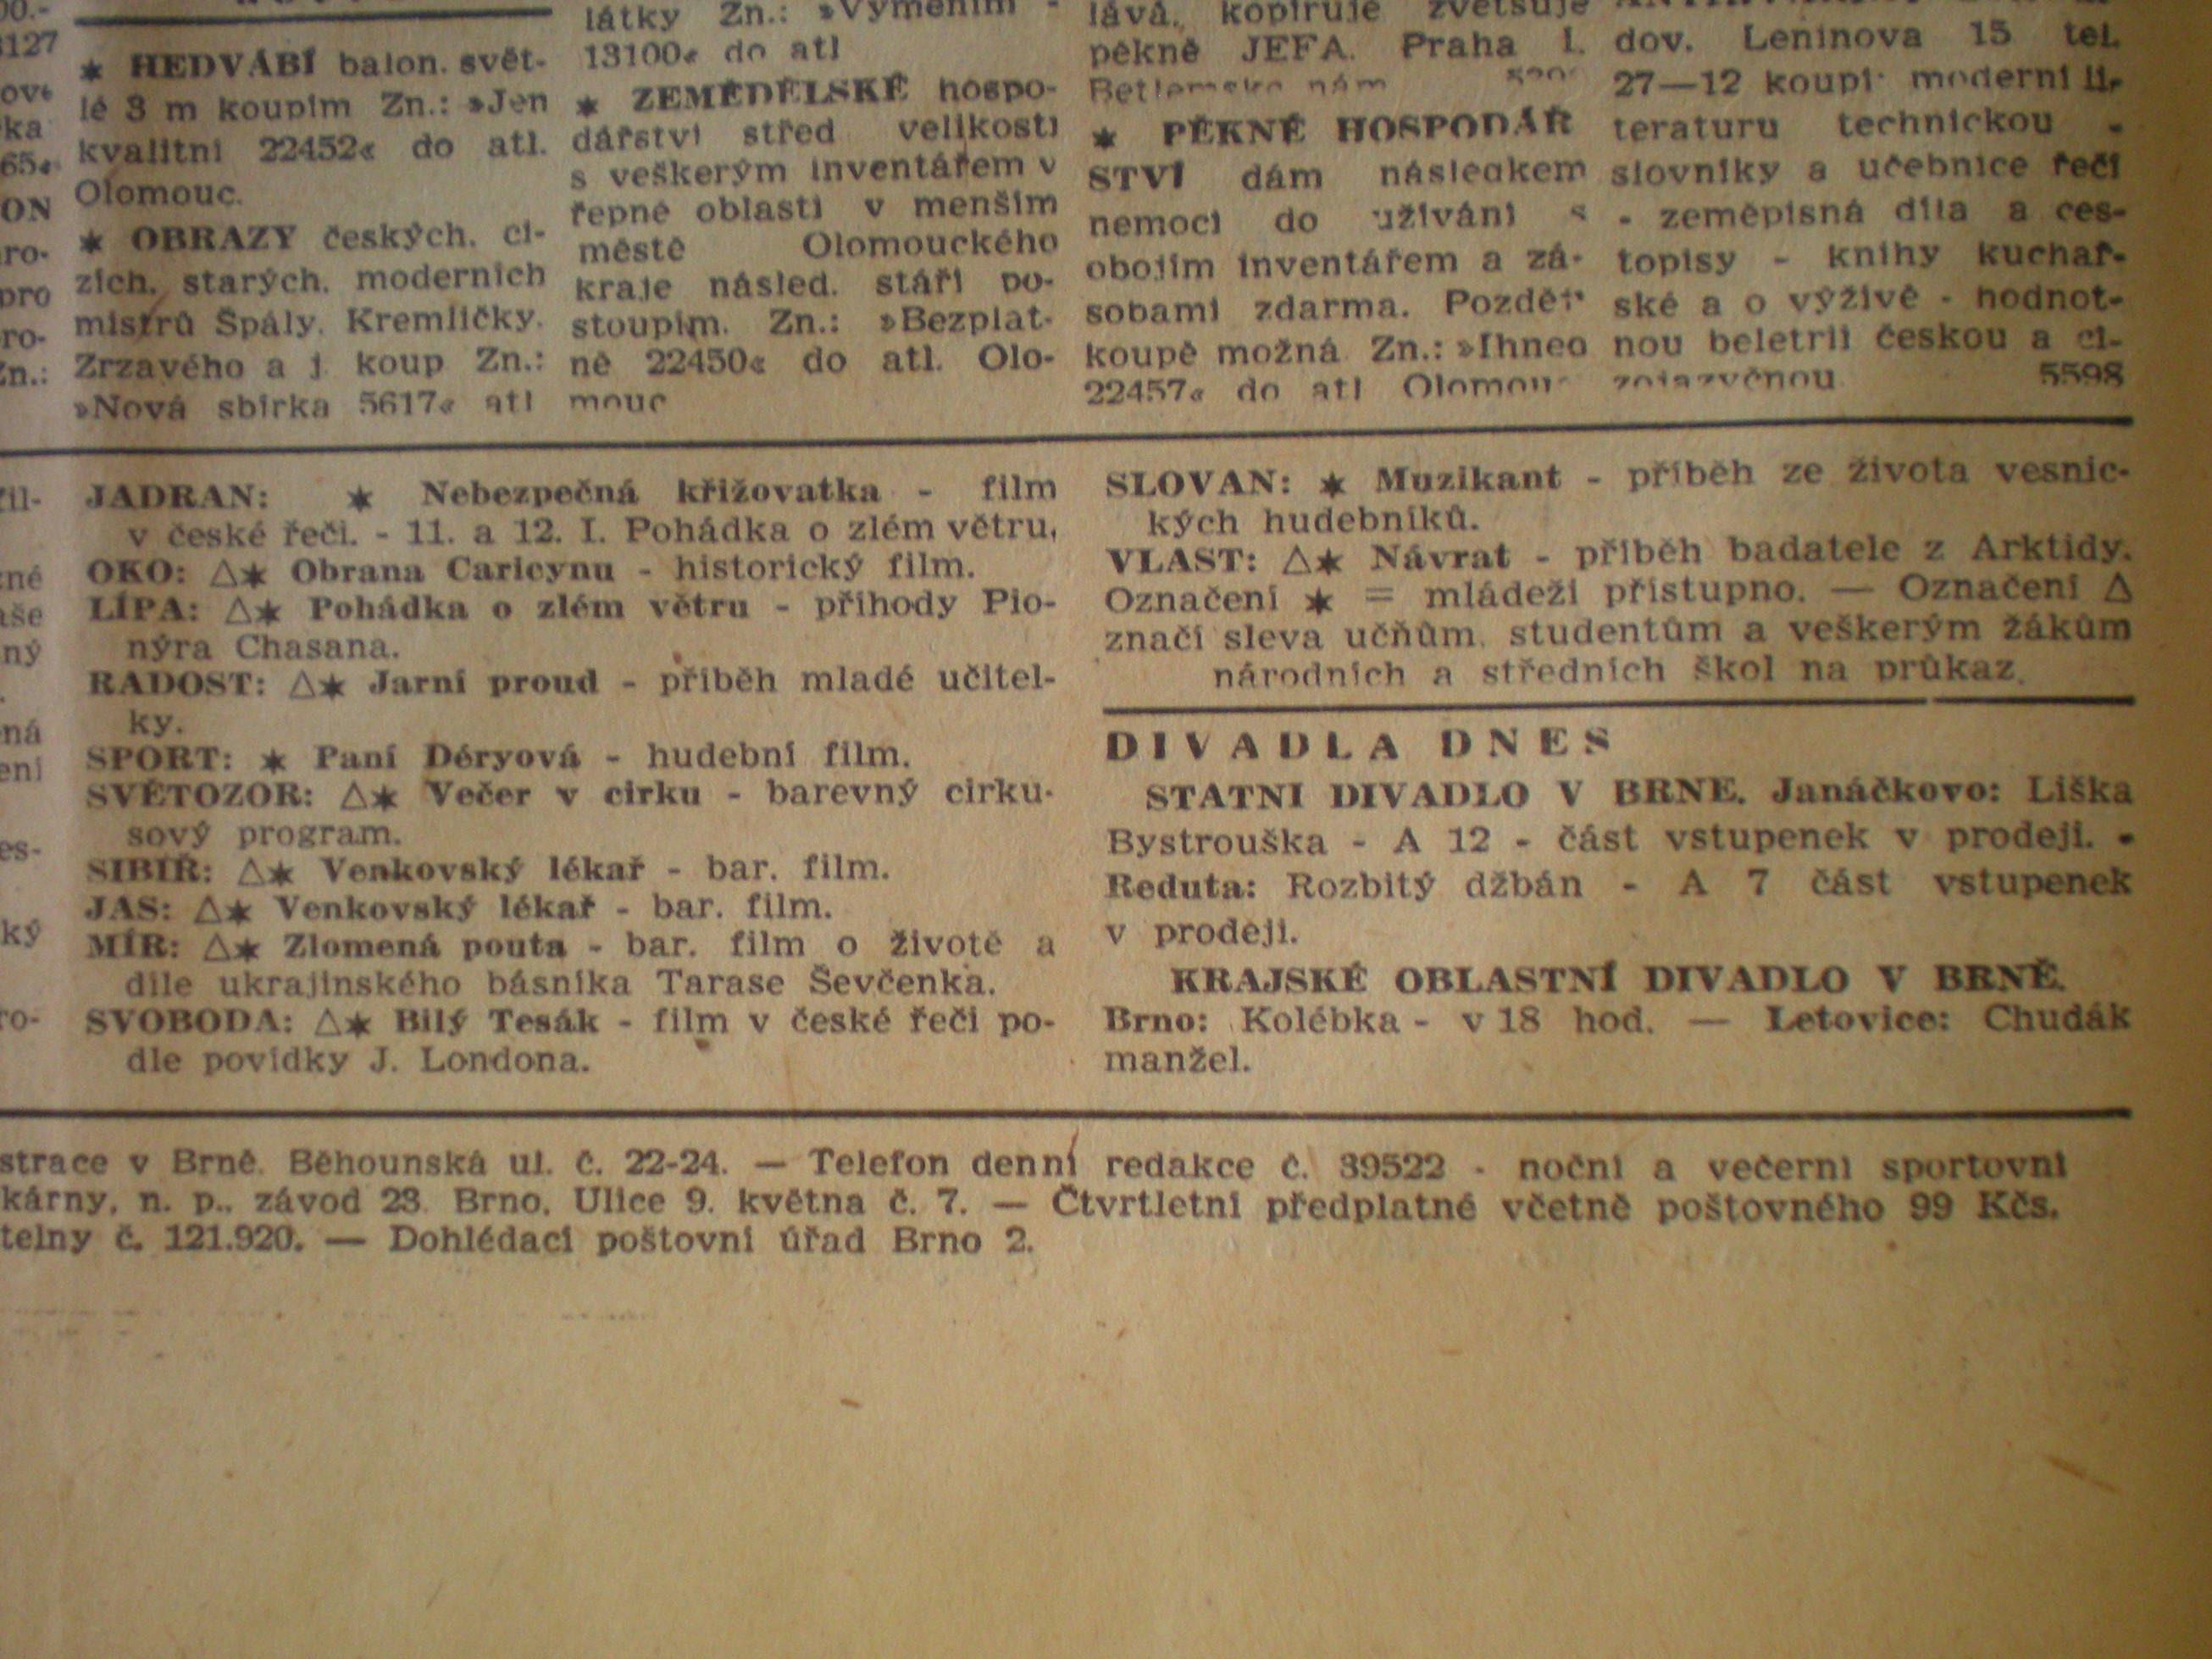 127
★ HEDVÁBÍ balon. svět-
lé 3 m koupím Zn.: »Jen
kvalitní 22452« do atl.
Olomouc.
★ OBRAZY českých. ci-
zích. starých. moderních
mistrů Špály. Kremličky.
Zrzavého a j koup Zn.:
»Nová sbírka 5617« atl
látky Zn.: »Vyměním -
13100« do atl
★ ZEMĚDĚLSKÉ hospo-
dářství střed velikosti
s veškerým inventářem v
řepné oblasti v menším
městě Olomouckého
kraje násled. stáří po-
stoupím. Zn.: »Bezplat-
ně 22450« do atl. Olo-
mouc
lává. kopíruje zvětšuje
pěkně JEFA. Praha I.
Betlémské nám
★ PĚKNÉ HOSPODÁŘ
STVÍ dám následkem
nemoci do užívání s
obojím inventářem a zá-
sobami zdarma. Pozděj
koupě možná Zn.: »Ihned
22457« do atl Olomouc
dov. Leninova 15 tel.
27—12 koupí moderní li-
teraturu technickou -
slovníky a učebnice řečí
- zeměpisná díla a ces-
topisy - knihy kuchař-
ské a o výživě - hodnot-
nou beletrii českou a ci-
zojazyčnou 5598
JADRAN: ★ Nebezpečná křižovatka - film
v české řeči. - 11. a 12. I. Pohádka o zlém větru,
OKO: △★ Obrana Caricynu - historický film.
LÍPA: △★ Pohádka o zlém větru - příhody Pio-
nýra Chasana.
RADOST: △★ Jarní proud - příběh mladé učitel-
ky.
SPORT: ★ Paní Déryová - hudební film.
SVĚTOZOR: △★ Večer v cirku - barevný cirku-
sový program.
SIBIŘ: △★ Venkovský lékař - bar. film.
JAS: △★ Venkovský lékař - bar. film.
MÍR: △★ Zlomená pouta - bar. film o životě a
díle ukrajinského básníka Tarase Ševčenka.
SVOBODA: △★ Bílý Tesák - film v české řeči po-
dle povídky J. Londona.
SLOVAN: ★ Muzikant - příběh ze života vesnic-
kých hudebníků.
VLAST: △★ Návrat - příběh badatele z Arktidy.
Označení ★ = mládeži přístupno. — Označení △
značí sleva učňům. studentům a veškerým žákům
národních a středních škol na průkaz.
DIVADLA DNES
STATNI DIVADLO V BRNE. Janáčkovo: Liška
Bystrouška - A 12 - část vstupenek v prodeji. -
Reduta: Rozbitý džbán - A 7 část vstupenek
v prodeji.
KRAJSKÉ OBLASTNÍ DIVADLO V BRNĚ.
Brno: Kolébka - v 18 hod. — Letovice: Chudák
manžel.
strace v Brně. Běhounská ul. č. 22-24. — Telefon denní redakce č. 39522 - noční a večerní sportovní
kárny, n. p., závod 23. Brno, Ulice 9. května č. 7. — Čtvrtletní předplatné včetně poštovného 99 Kčs.
telny č. 121.920. — Dohlédací poštovní úřad Brno 2.